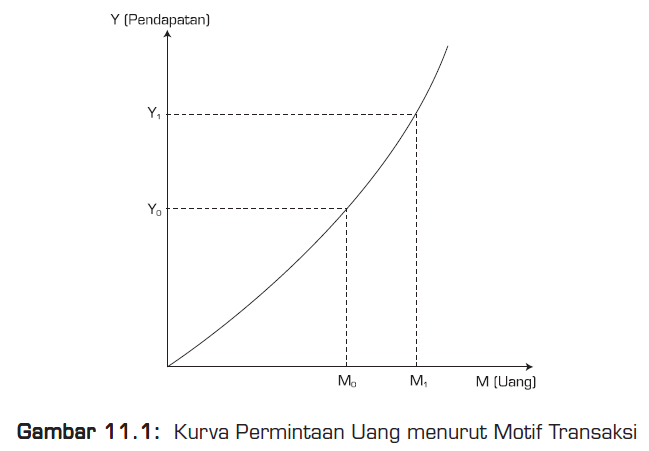 Y (Pendapatan)
Y₁
Y₀
M₀ M₁ M (Uang)
Gambar 11.1: Kurva Permintaan Uang menurut Motif Transaksi